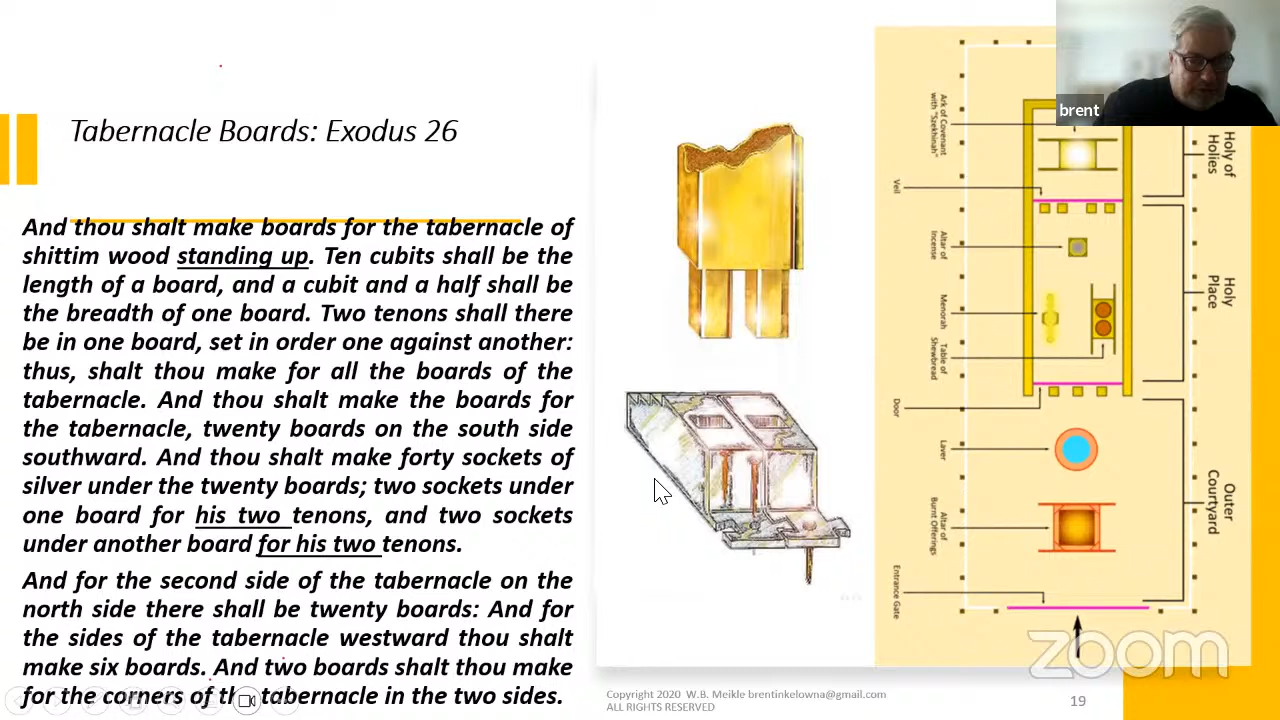 Tabernacle Boards: Exodus 26
And thou shalt make boards for the tabernacle of
shittim wood standing up. Ten cubits shall be the
length of a board, and a cubit and a half shall be
the breadth of one board. Two tenons shall there
be in one board, set in order one against another:
thus, shalt thou make for all the boards of the
tabernacle. And thou shalt make the boards for
the tabernacle, twenty boards on the south side
southward. And thou shalt make forty sockets of
silver under the twenty boards; two sockets under
one board for his two tenons, and two sockets
under another board for his two tenons.
And for the second side of the tabernacle on the
north side there shall be twenty boards: And for
the sides of the tabernacle westward thou shalt
make six boards. And two boards shalt thou make
for the corners of the tabernacle in the two sides.
Ark of Covenant
with "Szekhinah"
Veil
Altar of
Incense
Menorah
Table of
Shewbread
Door
Laver
Altar of
Burnt Offerings
Entrance Gate
Holy of
Holies
Holy
Place
Outer
Courtyard
brent
zoom
Copyright 2020 W.B. Meikle brentinkelowna@gmail.com
ALL RIGHTS RESERVED
19